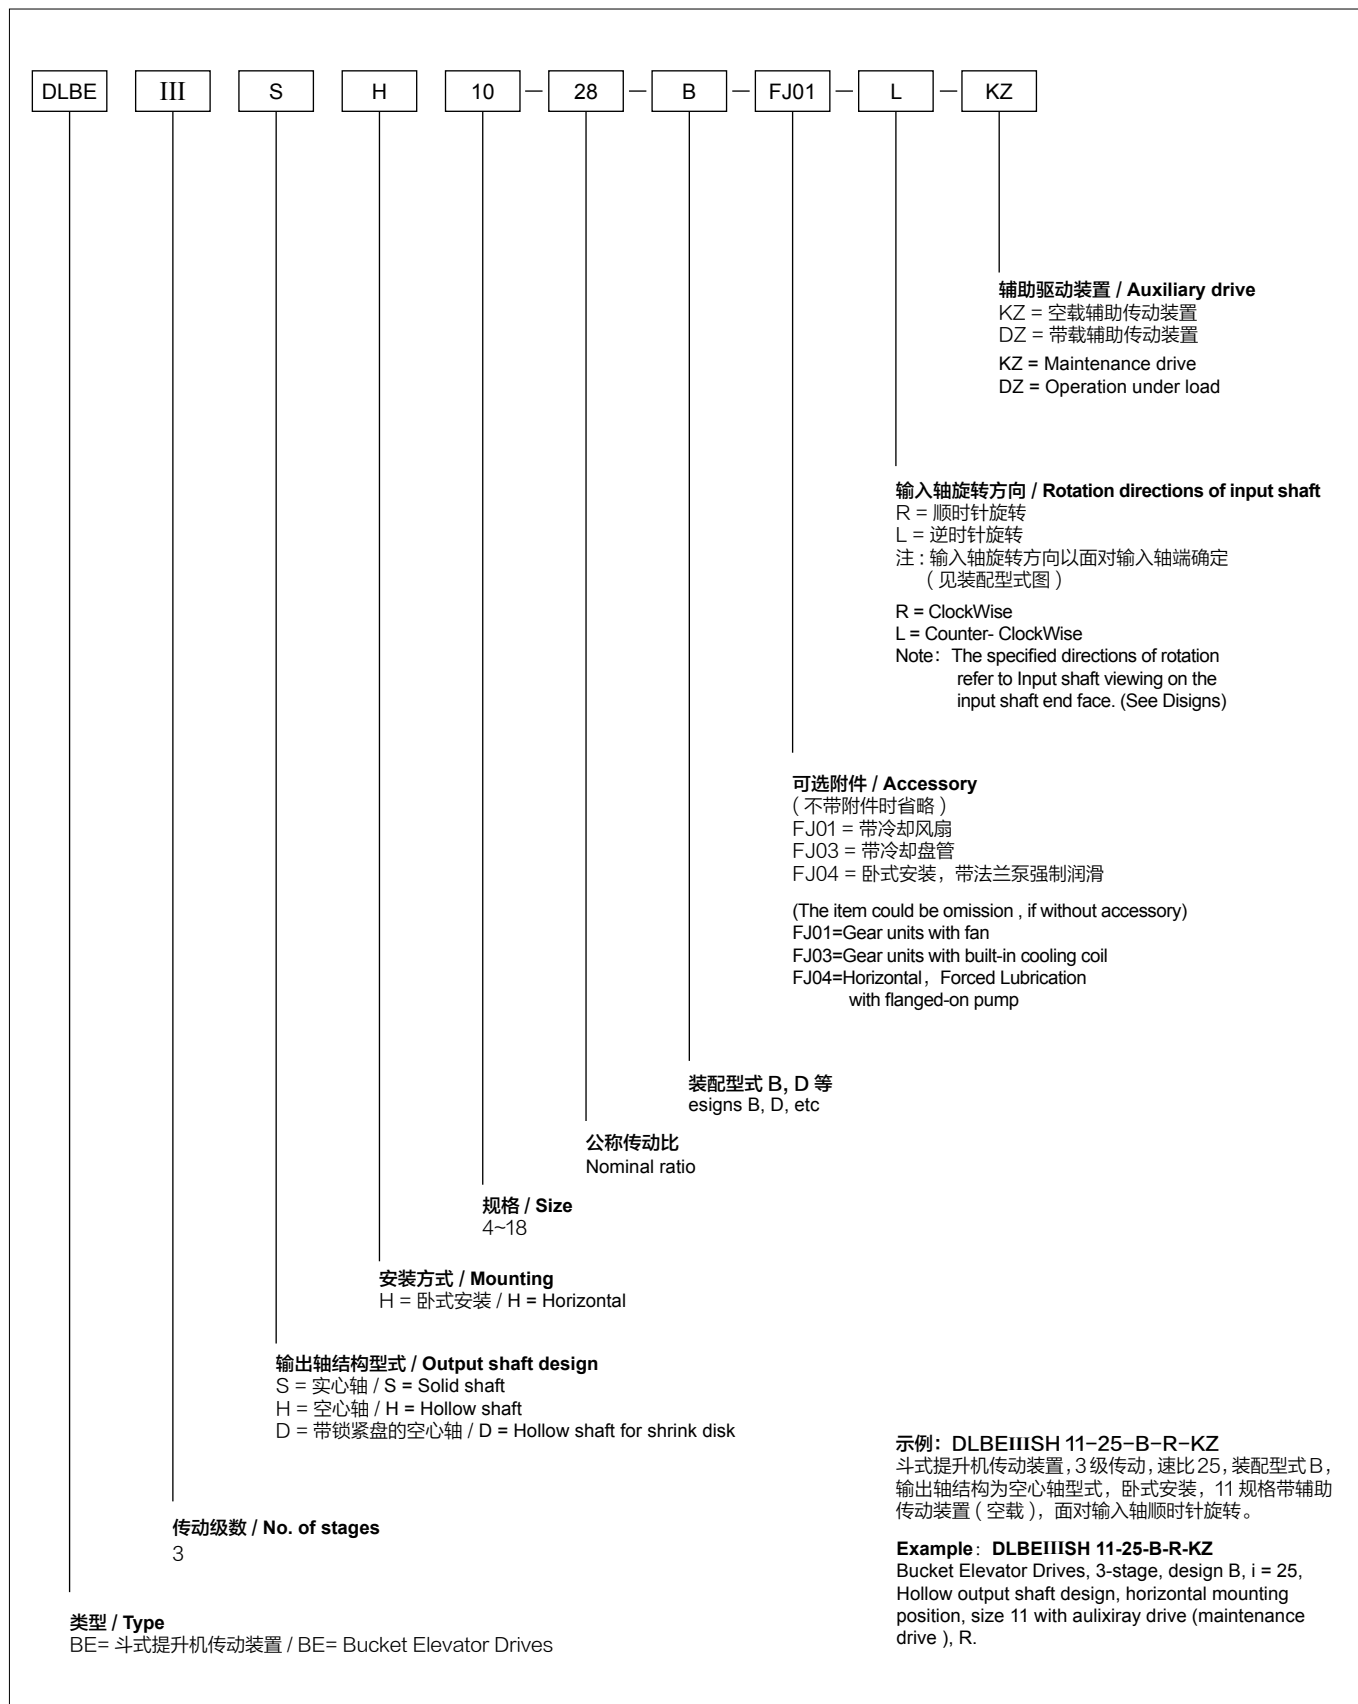 DLBE III S H 10 — 28 — B — FJ01 — L — KZ
辅助驱动装置 / Auxiliary drive
KZ = 空载辅助传动装置
DZ = 带载辅助传动装置
KZ = Maintenance drive
DZ = Operation under load
输入轴旋转方向 / Rotation directions of input shaft
R = 顺时针旋转
L = 逆时针旋转
注 : 输入轴旋转方向以面对输入轴端确定
( 见装配型式图 )
R = ClockWise
L = Counter- ClockWise
Note： The specified directions of rotation
refer to Input shaft viewing on the
input shaft end face. (See Disigns)
可选附件 / Accessory
( 不带附件时省略 )
FJ01 = 带冷却风扇
FJ03 = 带冷却盘管
FJ04 = 卧式安装，带法兰泵强制润滑
(The item could be omission , if without accessory)
FJ01=Gear units with fan
FJ03=Gear units with built-in cooling coil
FJ04=Horizontal，Forced Lubrication
with flanged-on pump
装配型式 B, D 等
esigns B, D, etc
公称传动比
Nominal ratio
规格 / Size
4~18
安装方式 / Mounting
H = 卧式安装 / H = Horizontal
输出轴结构型式 / Output shaft design
S = 实心轴 / S = Solid shaft
H = 空心轴 / H = Hollow shaft
D = 带锁紧盘的空心轴 / D = Hollow shaft for shrink disk
传动级数 / No. of stages
3
类型 / Type
BE= 斗式提升机传动装置 / BE= Bucket Elevator Drives
示例：DLBEIIISH 11-25-B-R-KZ
斗式提升机传动装置，3 级传动，速比 25，装配型式 B，
输出轴结构为空心轴型式，卧式安装，11 规格带辅助
传动装置 ( 空载 )，面对输入轴顺时针旋转。
Example：DLBEIIISH 11-25-B-R-KZ
Bucket Elevator Drives, 3-stage, design B, i = 25,
Hollow output shaft design, horizontal mounting
position, size 11 with aulixiray drive (maintenance
drive ), R.